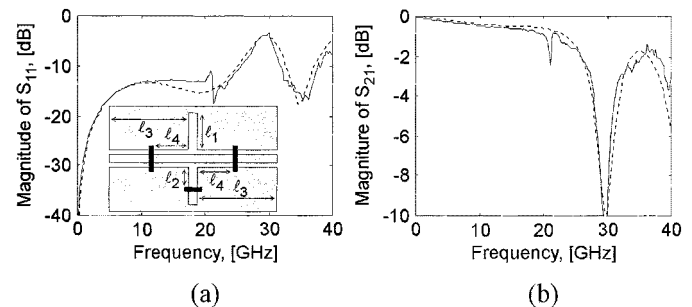 Magnitude of S11, [dB]
0
-10
-20
-30
-40
ℓ3
ℓ4
ℓ1
ℓ2
ℓ4
ℓ3
0
10
20
30
40
Frequency, [GHz]
(a)
Magniture of S21, [dB]
0
-2
-4
-6
-8
-10
0
10
20
30
40
Frequency, [GHz]
(b)